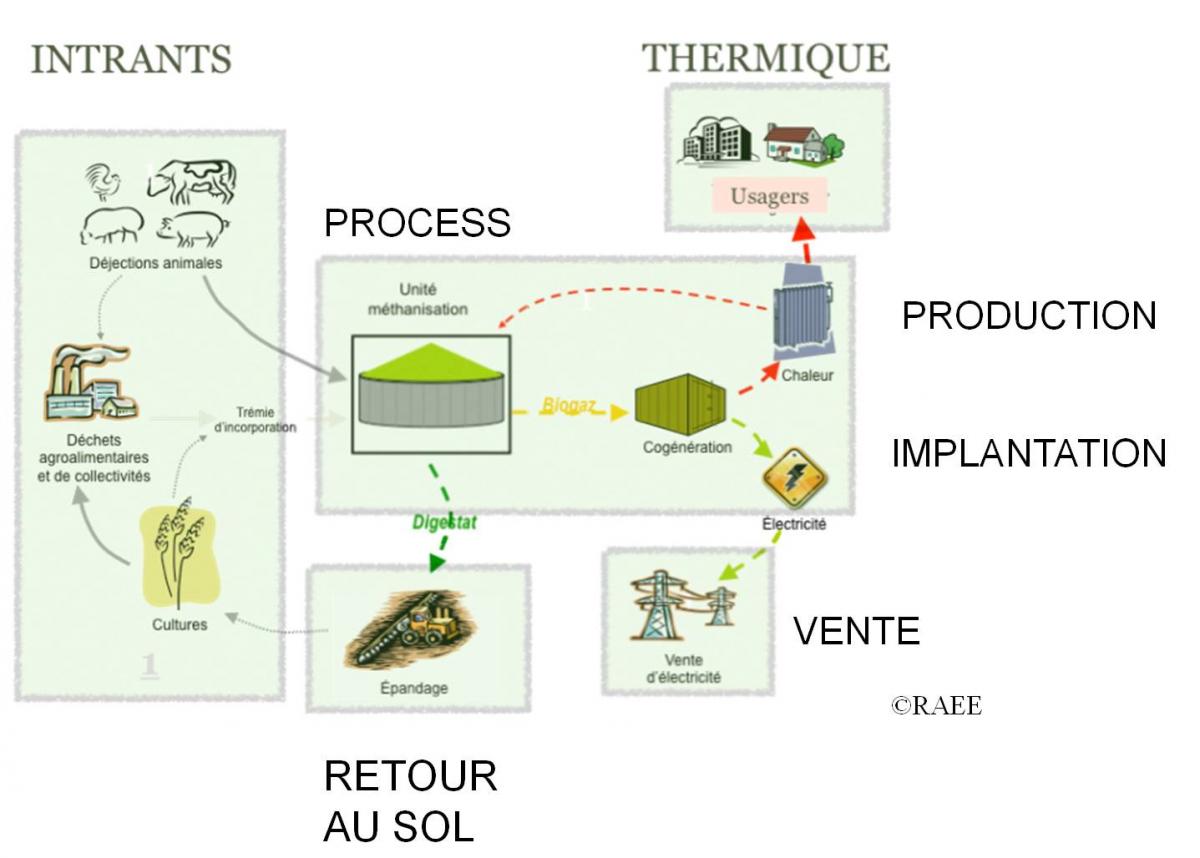 INTRANTS
THERMIQUE
Usagers
PROCESS
Déjections animales
Unité
méthanisation
1
PRODUCTION
Chaleur
Trémie
d'incorporation
Biogaz
Déchets
agroalimentaires
et de collectivités
Cogénération
IMPLANTATION
Digestat
Électricité
Cultures
VENTE
1
Épandage
Vente
d'électricité
©RAEE
RETOUR
AU SOL